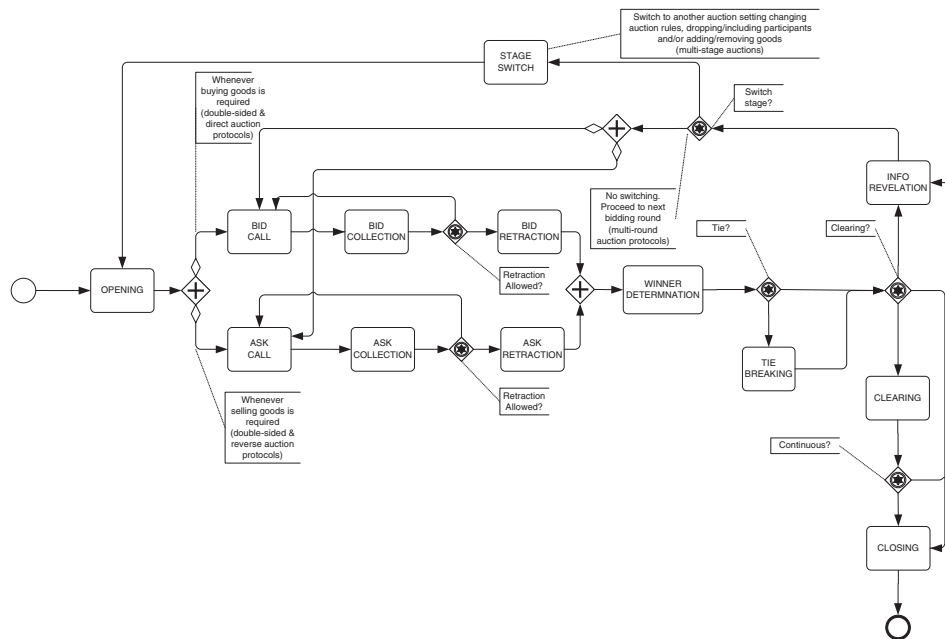 Switch to another auction setting changing
auction rules, dropping/including participants
and/or adding/removing goods
(multi-stage auctions)
STAGE
SWITCH
Whenever
buying goods is
required
(double-sided &
direct auction
protocols)
Switch
stage?
INFO
REVELATION
No switching.
Proceed to next
bidding round
(multi-round
auction protocols)
BID
CALL
BID
COLLECTION
BID
RETRACTION
Tie?
Clearing?
Retraction
Allowed?
OPENING
WINNER
DETERMNATION
ASK
CALL
ASK
COLLECTION
ASK
RETRACTION
TIE
BREAKING
Retraction
Allowed?
Whenever
selling goods is
required
(double-sided &
reverse auction
protocols)
CLEARING
Continuous?
CLOSING